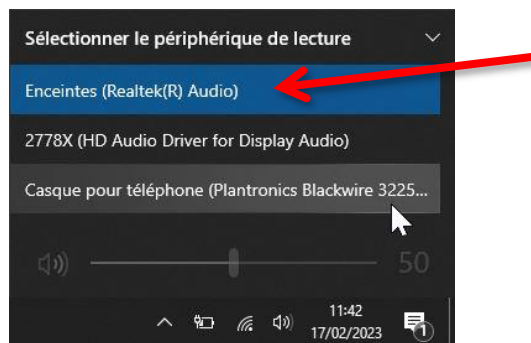 Sélectionner le périphérique de lecture
Enceintes (Realtek(R) Audio)
2778X (HD Audio Driver for Display Audio)
Casque pour téléphone (Plantronics Blackwire 3225...
50
11:42
17/02/2023
1